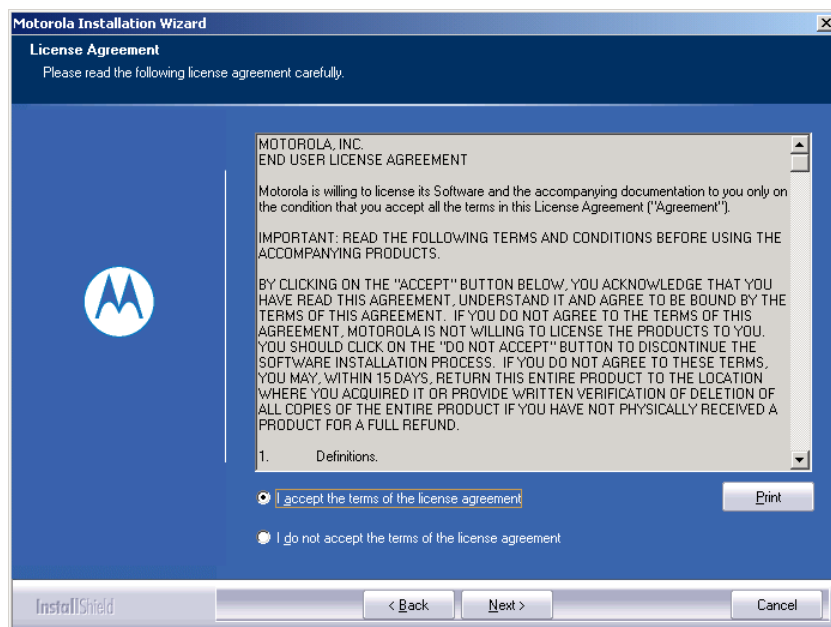 Motorola Installation Wizard
License Agreement
Please read the following license agreement carefully.
MOTOROLA, INC.
END USER LICENSE AGREEMENT
Motorola is willing to license its Software and the accompanying documentation to you only on
the condition that you accept all the terms in this License Agreement ("Agreement").
IMPORTANT: READ THE FOLLOWING TERMS AND CONDITIONS BEFORE USING THE
ACCOMPANYING PRODUCTS.
BY CLICKING ON THE "ACCEPT" BUTTON BELOW, YOU ACKNOWLEDGE THAT YOU
HAVE READ THIS AGREEMENT, UNDERSTAND IT AND AGREE TO BE BOUND BY THE
TERMS OF THIS AGREEMENT. IF YOU DO NOT AGREE TO THE TERMS OF THIS
AGREEMENT, MOTOROLA IS NOT WILLING TO LICENSE THE PRODUCTS TO YOU.
YOU SHOULD CLICK ON THE "DO NOT ACCEPT" BUTTON TO DISCONTINUE THE
SOFTWARE INSTALLATION PROCESS. IF YOU DO NOT AGREE TO THESE TERMS,
YOU MAY, WITHIN 15 DAYS, RETURN THIS ENTIRE PRODUCT TO THE LOCATION
WHERE YOU ACQUIRED IT OR PROVIDE WRITTEN VERIFICATION OF DELETION OF
ALL COPIES OF THE ENTIRE PRODUCT IF YOU HAVE NOT PHYSICALLY RECEIVED A
PRODUCT FOR A FULL REFUND.
1. Definitions.
I accept the terms of the license agreement
Print
I do not accept the terms of the license agreement
InstallShield
< Back
Next >
Cancel